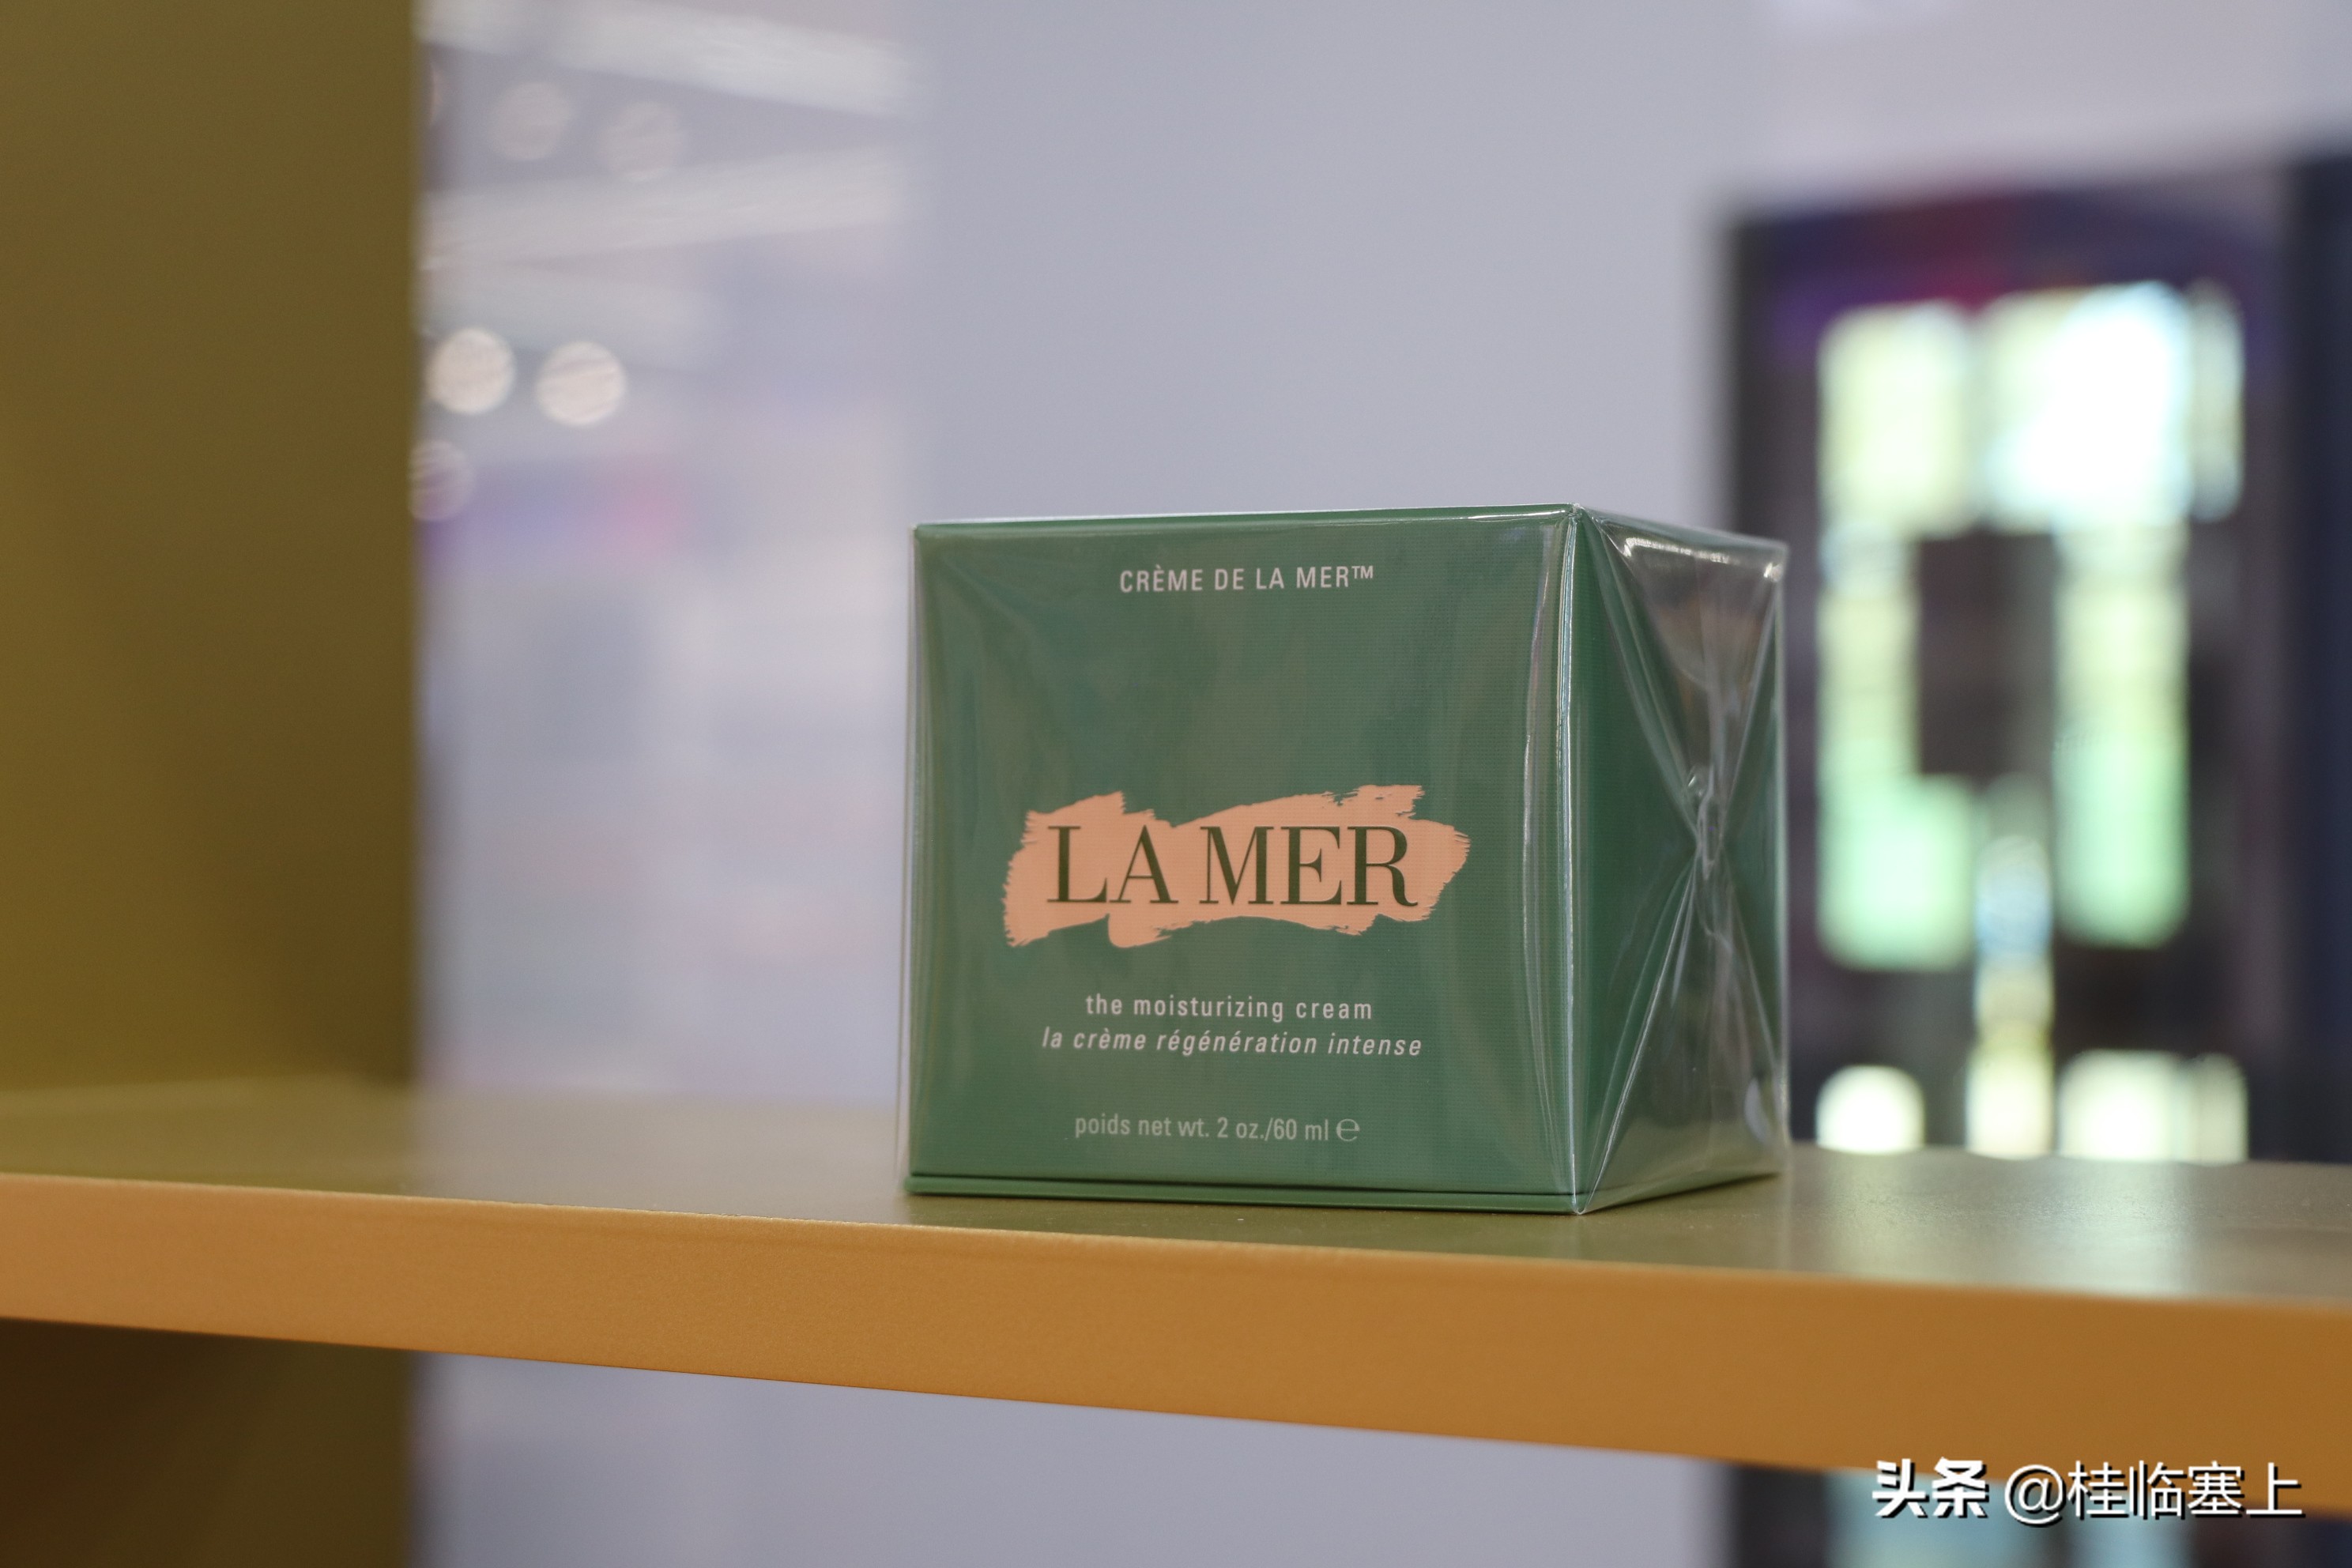 CRÈME DE LA MER™
LA MER
the moisturizing cream
la crème régénération intense
poids net wt. 2 oz./60 ml ℮
头条 @桂临塞上